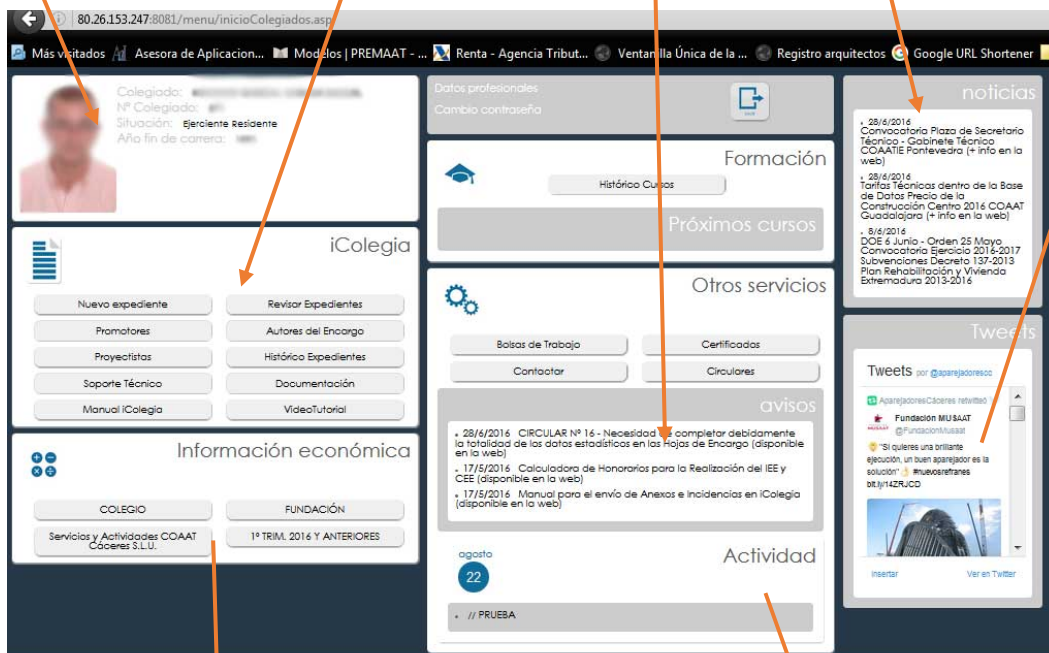 80.26.153.247:8081/menu/inicioColegiados.asp
Más visitados
Asesora de Aplicacion...
Modelos | PREMAAT - ...
Renta - Agencia Tribut...
Ventanilla Única de la ...
Registro arquitectos
Google URL Shortener
Colegiado:
Nº Colegiado:
Situación: Ejerciente Residente
Año fin de carrera:
iColegia
Nuevo expediente
Revisar Expedientes
Promotores
Autores del Encargo
Proyectistas
Histórico Expedientes
Soporte Técnico
Documentación
Manual iColegia
VideoTutorial
Información económica
COLEGIO
FUNDACIÓN
Servicios y Actividades COAAT
Cáceres S.L.U.
1º TRIM. 2016 Y ANTERIORES
Datos profesionales
Cambio contraseña
Formación
Histórico Cursos
Próximos cursos
Otros servicios
Bolsas de Trabajo
Certificados
Contactar
Circulares
avisos
• 28/6/2016 CIRCULAR Nº 16 - Necesidad de completar debidamente
la totalidad de los datos estadísticos en las Hojas de Encargo (disponible
en la web)
• 17/5/2016 Calculadora de Honorarios para la Realización del IEE y
CEE (disponible en la web)
• 17/5/2016 Manual para el envío de Anexos e Incidencias en iColegia
(disponible en la web)
Actividad
agosto
22
• // PRUEBA
noticias
• 28/6/2016
Convocatoria Plaza de Secretario
Técnico - Gabinete Técnico
COAATIE Pontevedra (+ info en la
web)
• 28/6/2016
Tarifas Técnicas dentro de la Base
de Datos Precio de la
Construcción Centro 2016 COAAT
Guadalajara (+ info en la web)
• 8/6/2016
DOE 6 Junio - Orden 25 Mayo
Convocatoria Ejercicio 2016-2017
Subvenciones Decreto 137-2013
Plan Rehabilitación y Vivienda
Extremadura 2013-2016
Tweets
Tweets por @aparejadorescc
AparejadoresCáceres retwitteó
Fundación MUSAAT
@FundacionMusaat
"Si quieres una brillante
ejecución, un buen aparejador es la
solución" #nuevosrefranes
bit.ly/14ZRJCD
Insertar
Ver en Twitter